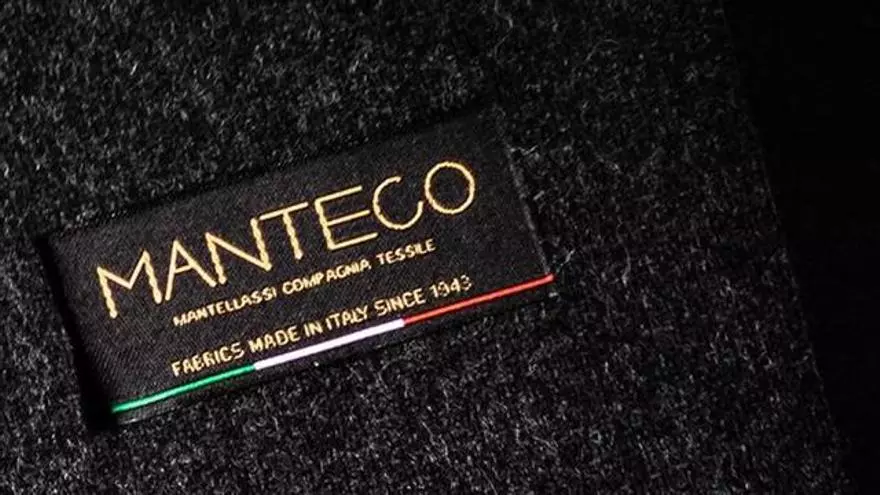 MANTECO
MANTELLASSI COMPAGNIA TESSILE
FABRICS MADE IN ITALY SINCE 1943